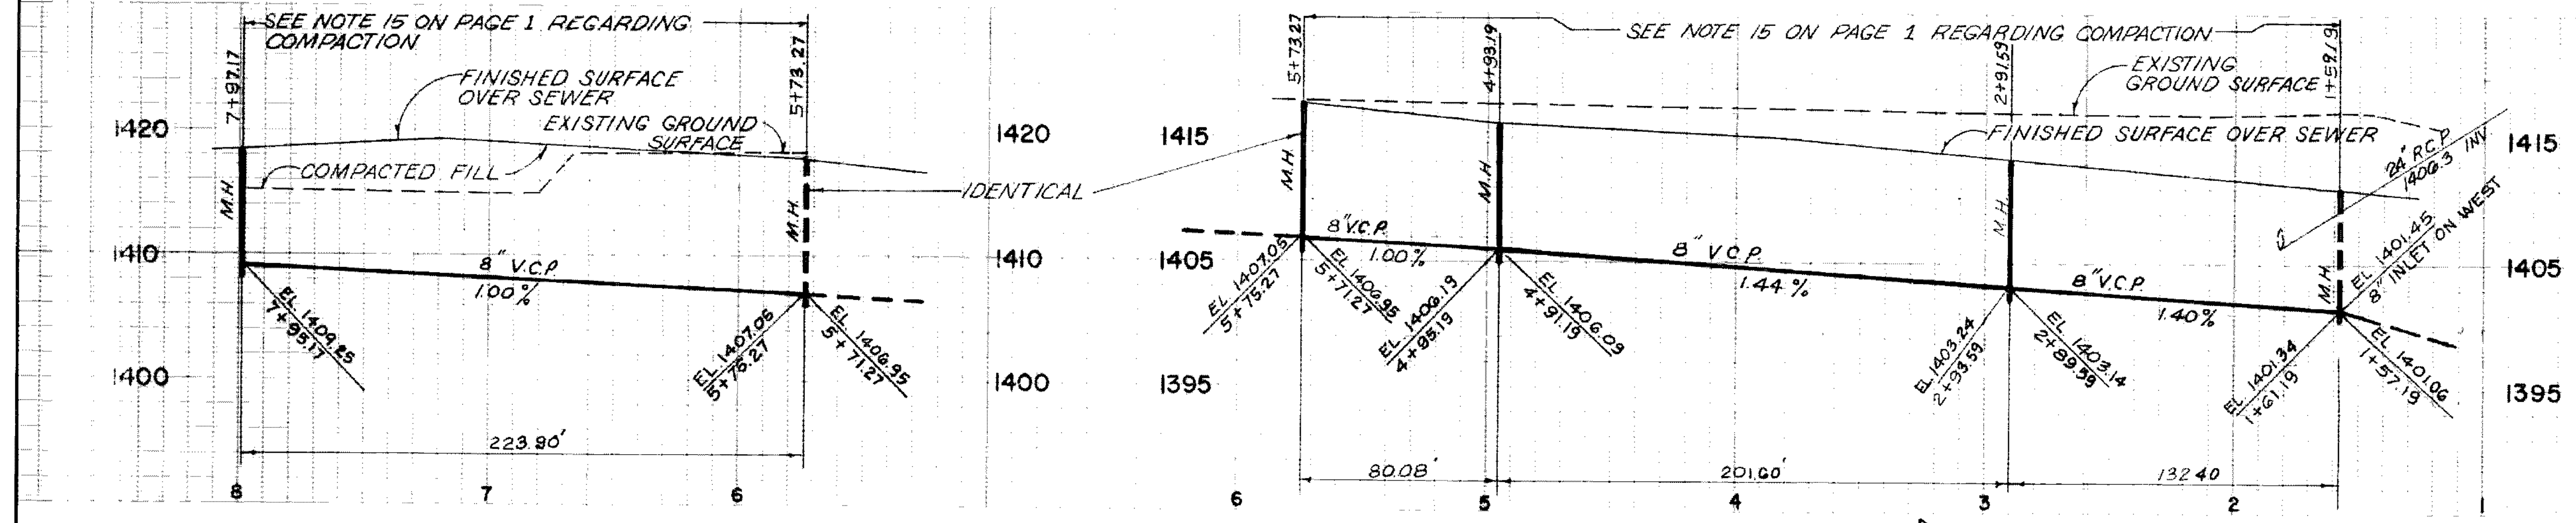 SEE NOTE 15 ON PAGE 1 REGARDING
COMPACTION
7+97.17
5+73.27
FINISHED SURFACE
OVER SEWER
EXISTING GROUND
SURFACE
COMPACTED FILL
1420
1420
1410
1410
1400
1400
M.H.
M.H.
IDENTICAL
8" V.C.P.
1.00%
EL 1409.25
7+95.17
EL 1407.05
5+75.27
EL 1406.95
5+71.27
223.90'
8
7
6
SEE NOTE 15 ON PAGE 1 REGARDING COMPACTION
5+73.27
4+93.19
2+91.59
1+59.19
EXISTING
GROUND SURFACE
FINISHED SURFACE OVER SEWER
24" R.C.P.
1406.3 INV
1415
1415
1405
1405
1395
1395
M.H.
M.H.
M.H.
M.H.
8" V.C.P.
1.00%
8" V.C.P.
1.44%
8" V.C.P.
1.40%
EL 1407.05
5+75.27
EL 1406.95
5+71.27
EL 1406.19
4+95.19
EL 1406.09
4+91.19
EL 1403.24
2+93.59
EL 1403.14
2+89.59
EL 1401.34
1+61.19
EL 1401.45
8" INLET ON WEST
EL 1401.06
1+57.19
80.08'
201.60'
132.40
6
5
4
3
2
1